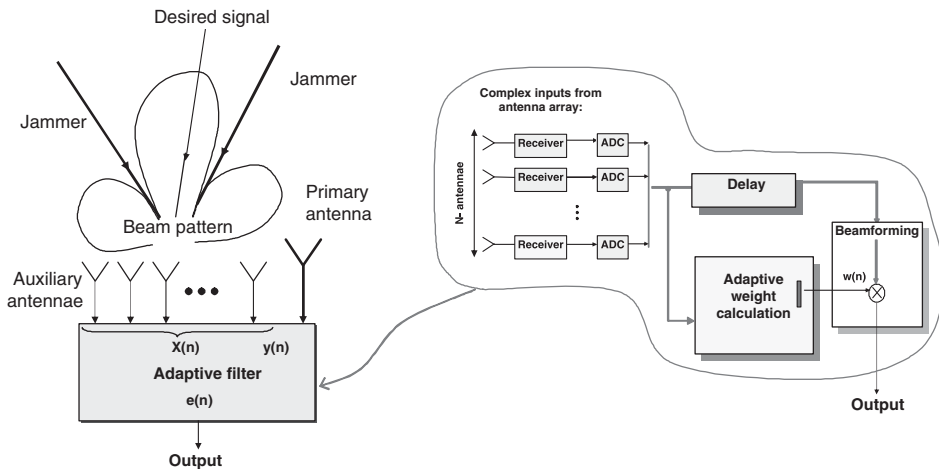 Desired signal
Jammer
Jammer
Primary
antenna
Beam pattern
Auxiliary
antennae
X(n)
y(n)
Adaptive filter
e(n)
Output
Complex inputs from
antenna array:
N- antennae
Receiver
ADC
Receiver
ADC
Receiver
ADC
Delay
Beamforming
w(n)
Adaptive
weight
calculation
Output